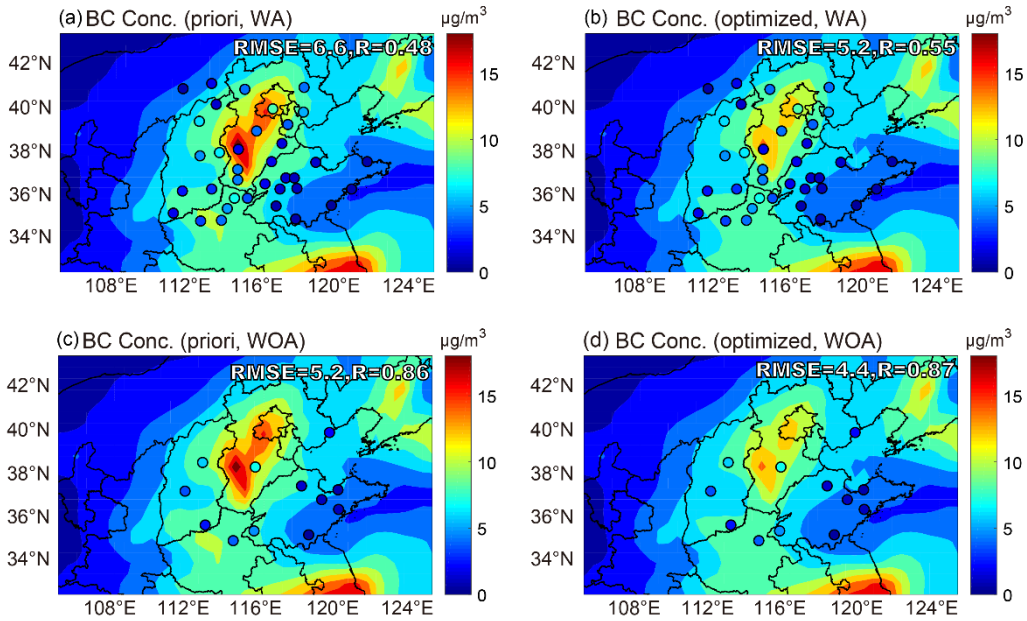 (a) BC Conc. (priori, WA) µg/m³
RMSE=6.6,R=0.48
42°N
40°N
38°N
36°N
34°N
108°E 112°E 116°E 120°E 124°E
15
10
5
0
(b) BC Conc. (optimized, WA) µg/m³
RMSE=5.2,R=0.55
42°N
40°N
38°N
36°N
34°N
108°E 112°E 116°E 120°E 124°E
15
10
5
0
(c) BC Conc. (priori, WOA) µg/m³
RMSE=5.2,R=0.86
42°N
40°N
38°N
36°N
34°N
108°E 112°E 116°E 120°E 124°E
15
10
5
0
(d) BC Conc. (optimized, WOA) µg/m³
RMSE=4.4,R=0.87
42°N
40°N
38°N
36°N
34°N
108°E 112°E 116°E 120°E 124°E
15
10
5
0